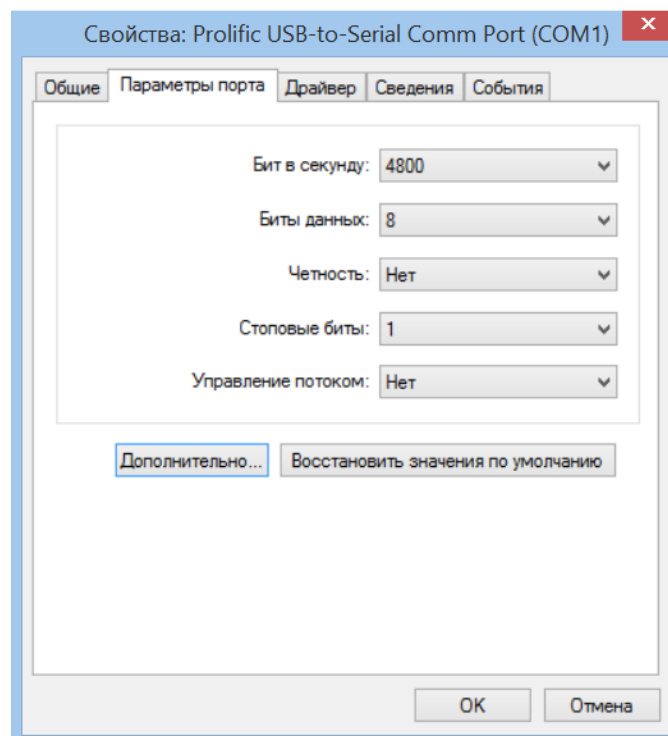 Свойства: Prolific USB-to-Serial Comm Port (COM1)
Общие Параметры порта Драйвер Сведения События
Бит в секунду: 4800
Биты данных: 8
Четность: Нет
Стоповые биты: 1
Управление потоком: Нет
Дополнительно... Восстановить значения по умолчанию
OK Отмена